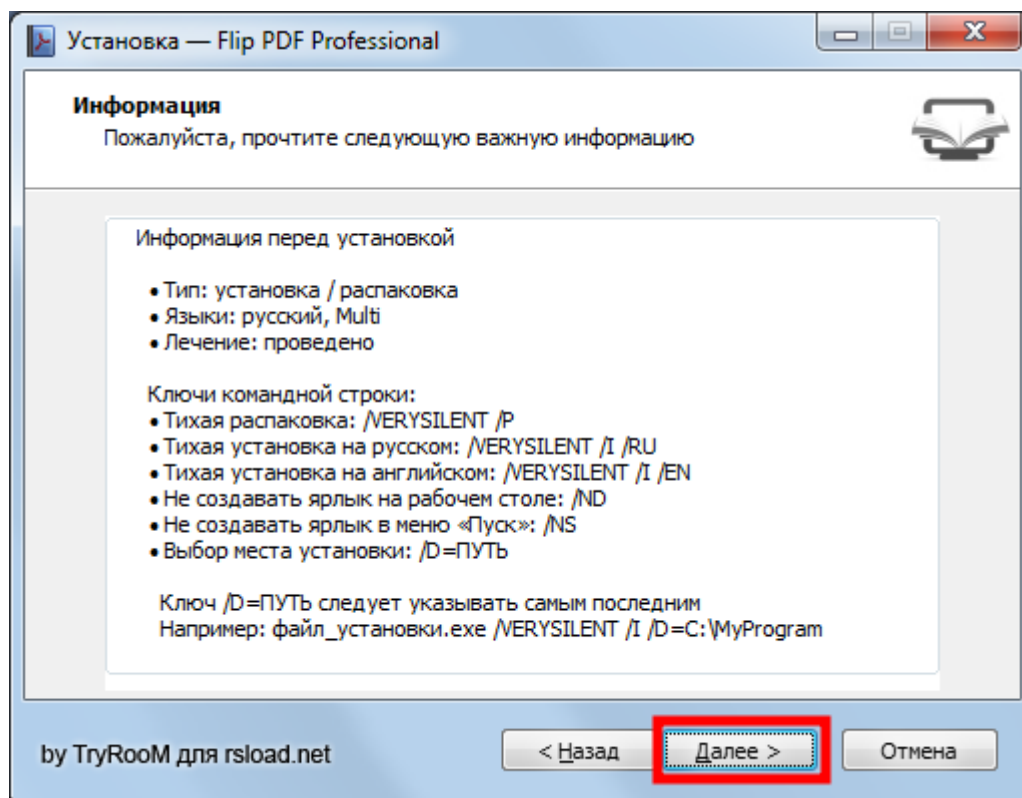 Установка — Flip PDF Professional
Информация
Пожалуйста, прочтите следующую важную информацию
Информация перед установкой
• Тип: установка / распаковка
• Языки: русский, Multi
• Лечение: проведено
Ключи командной строки:
• Тихая распаковка: /VERYSILENT /P
• Тихая установка на русском: /VERYSILENT /I /RU
• Тихая установка на английском: /VERYSILENT /I /EN
• Не создавать ярлык на рабочем столе: /ND
• Не создавать ярлык в меню «Пуск»: /NS
• Выбор места установки: /D=ПУТЬ
Ключ /D=ПУТЬ следует указывать самым последним
Например: файл_установки.exe /VERYSILENT /I /D=C:\MyProgram
by TryRooM для rsload.net
< Назад
Далее >
Отмена